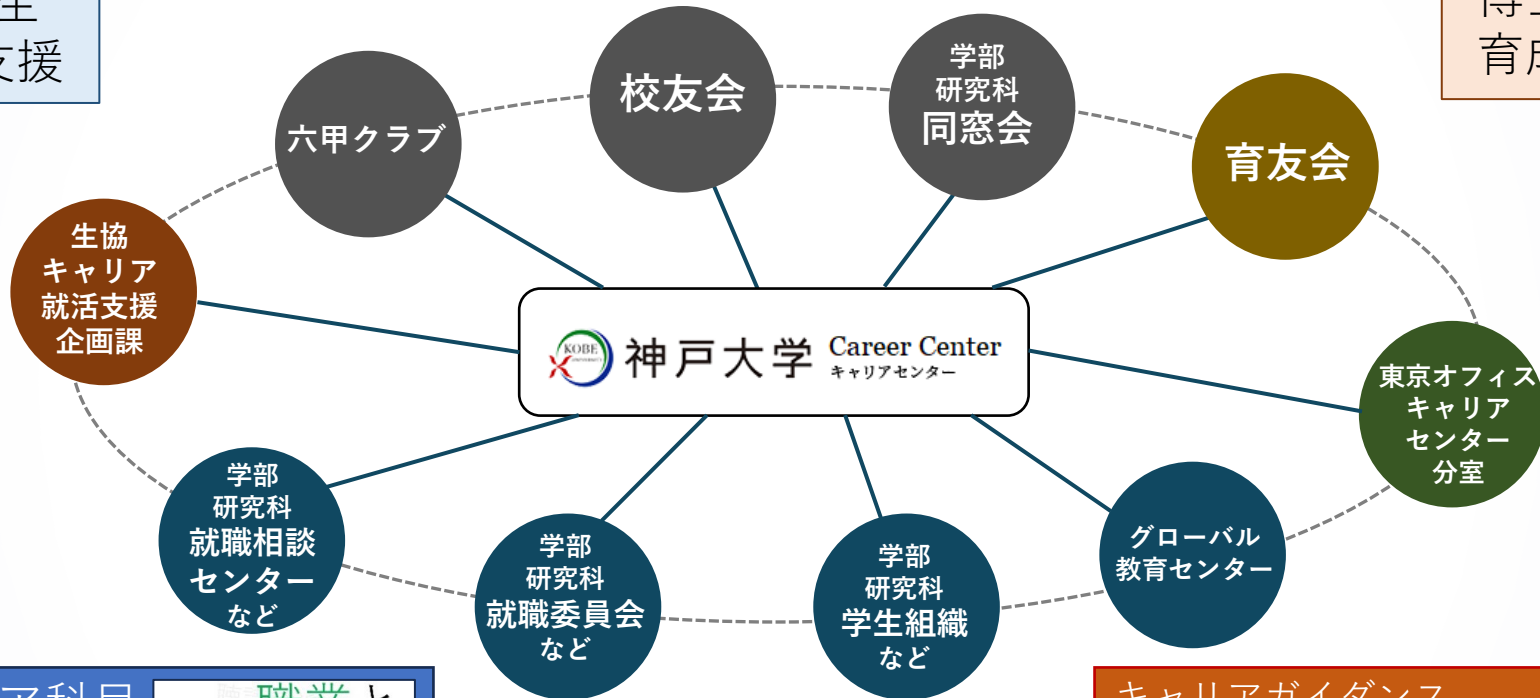 生
支援
育成
校友会
学部
研究科
同窓会
六甲クラブ
育友会
生協
キャリア
就活支援
企画課
KOBE
UNIVERSITY
神戸大学
Career Center
キャリアセンター
東京オフィス
キャリア
センター
分室
学部
研究科
就職相談
センター
など
学部
研究科
就職委員会
など
学部
研究科
学生組織
など
グローバル
教育センター
ア科目
職業と
キャリアガイダンス